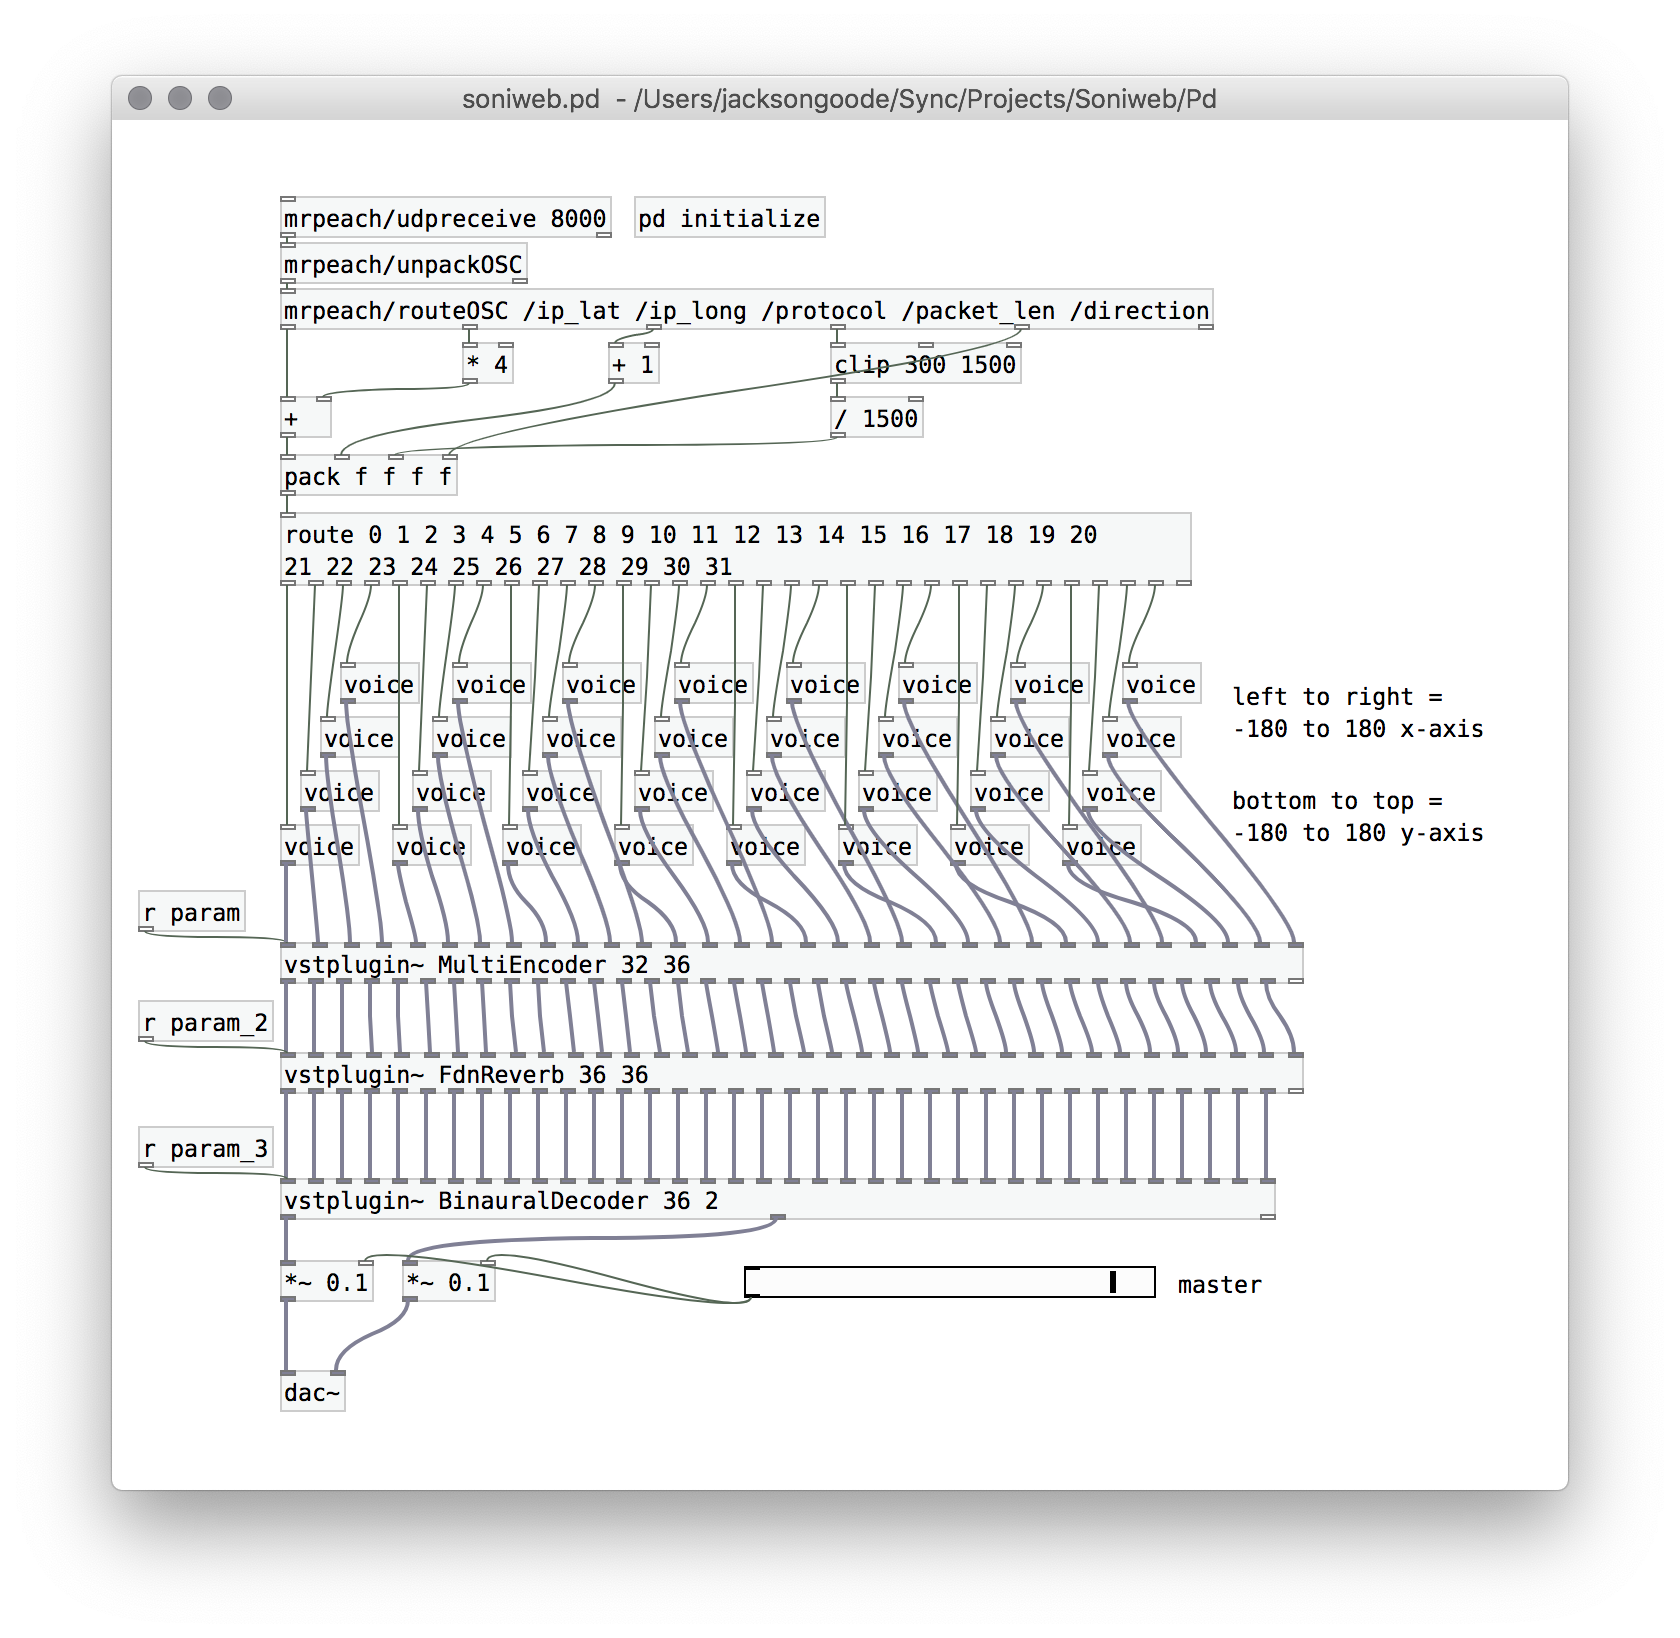 soniweb.pd - /Users/jacksongoode/Sync/Projects/Soniweb/Pd
mrpeach/udpreceive 8000
pd initialize
mrpeach/unpackOSC
mrpeach/routeOSC /ip_lat /ip_long /protocol /packet_len /direction
* 4
+ 1
clip 300 1500
+
/ 1500
pack f f f f
route 0 1 2 3 4 5 6 7 8 9 10 11 12 13 14 15 16 17 18 19 20
21 22 23 24 25 26 27 28 29 30 31
voice voice voice voice voice voice voice voice
left to right =
-180 to 180 x-axis
voice voice voice voice voice voice voice voice
voice voice voice voice voice voice voice voice
bottom to top =
-180 to 180 y-axis
voice voice voice voice voice voice voice voice
r param
vstplugin~ MultiEncoder 32 36
r param_2
vstplugin~ FdnReverb 36 36
r param_3
vstplugin~ BinauralDecoder 36 2
*~ 0.1
*~ 0.1
master
dac~